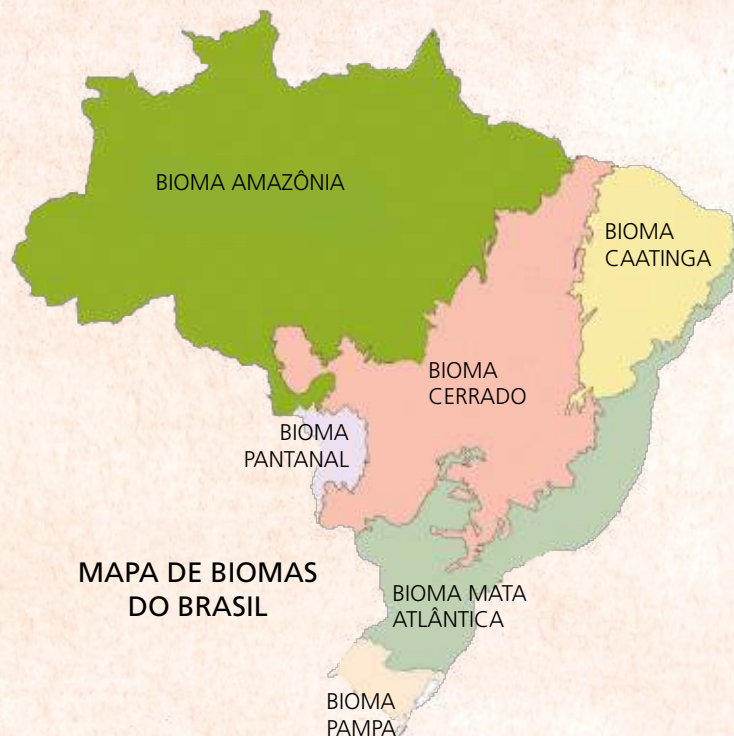 BIOMA AMAZÔNIA
BIOMA
CAATINGA
BIOMA
CERRADO
BIOMA
PANTANAL
MAPA DE BIOMAS
DO BRASIL
BIOMA MATA
ATLÂNTICA
BIOMA
PAMPA